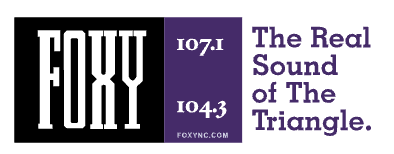 FOXY
107.1
104.3
FOXYNC.COM
The Real
Sound
of The
Triangle.